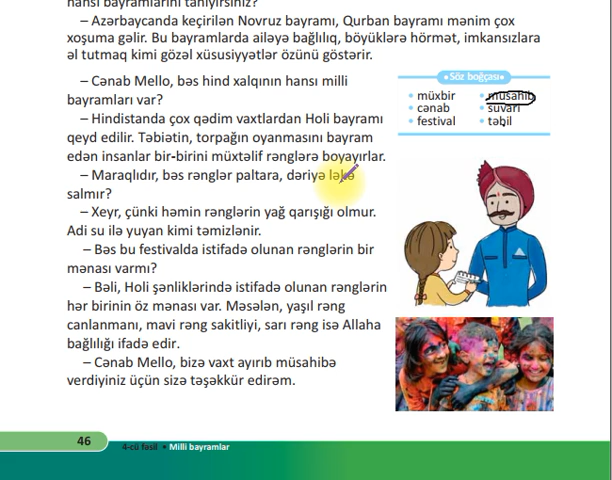 hansı bayramlarını tanıyırsınız?
– Azərbaycanda keçirilən Novruz bayramı, Qurban bayramı mənim çox
xoşuma gəlir. Bu bayramlarda ailəyə bağlılıq, böyüklərə hörmət, imkansızlara
əl tutmaq kimi gözəl xüsusiyyətlər özünü göstərir.
– Cənab Mello, bəs hind xalqının hansı milli
bayramları var?
– Hindistanda çox qədim vaxtlardan Holi bayramı
qeyd edilir. Təbiətin, torpağın oyanmasını bayram
edən insanlar bir-birini müxtəlif rənglərə boyayırlar.
– Maraqlıdır, bəs rənglər paltara, dəriyə ləkə
salmır?
– Xeyr, çünki həmin rənglərin yağ qarışığı olmur.
Adi su ilə yuyan kimi təmizlənir.
– Bəs bu festivalda istifadə olunan rənglərin bir
mənası varmı?
– Bəli, Holi şənliklərində istifadə olunan rənglərin
hər birinin öz mənası var. Məsələn, yaşıl rəng
canlanmanı, mavi rəng sakitliyi, sarı rəng isə Allaha
bağlılığı ifadə edir.
– Cənab Mello, bizə vaxt ayırıb müsahibə
verdiyiniz üçün sizə təşəkkür edirəm.
•Söz boğçası•
• müxbir • müsahib
• cənab • suvarı
• festival • təbil
46 4-cü fəsil • Milli bayramlar